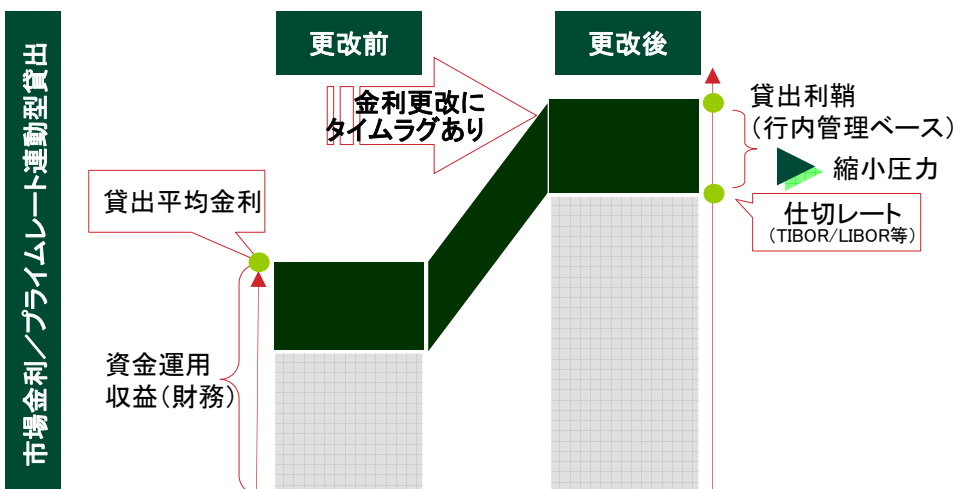 市場金利／プライムレート連動型貸出
更改前
更改後
金利更改に
タイムラグあり
貸出利鞘
（行内管理ベース）
縮小圧力
貸出平均金利
仕切レート
（TIBOR/LIBOR等）
資金運用
収益（財務）